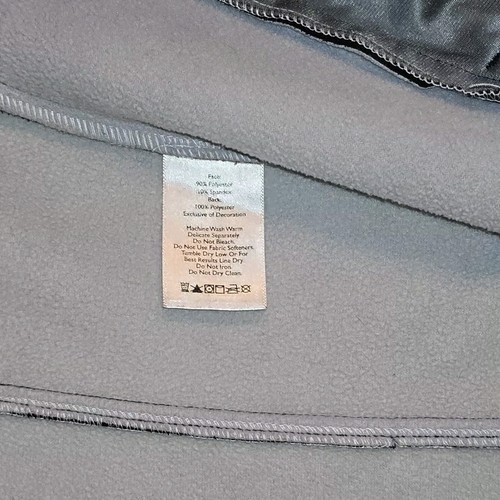 Face:
90% Polyester
10% Spandex
Back:
100% Polyester
Exclusive of Decoration
Machine Wash Warm
Delicate Separately
Do Not Bleach.
Do Not Use Fabric Softeners.
Tumble Dry Low Or For
Best Results Line Dry.
Do Not Iron.
Do Not Dry Clean.